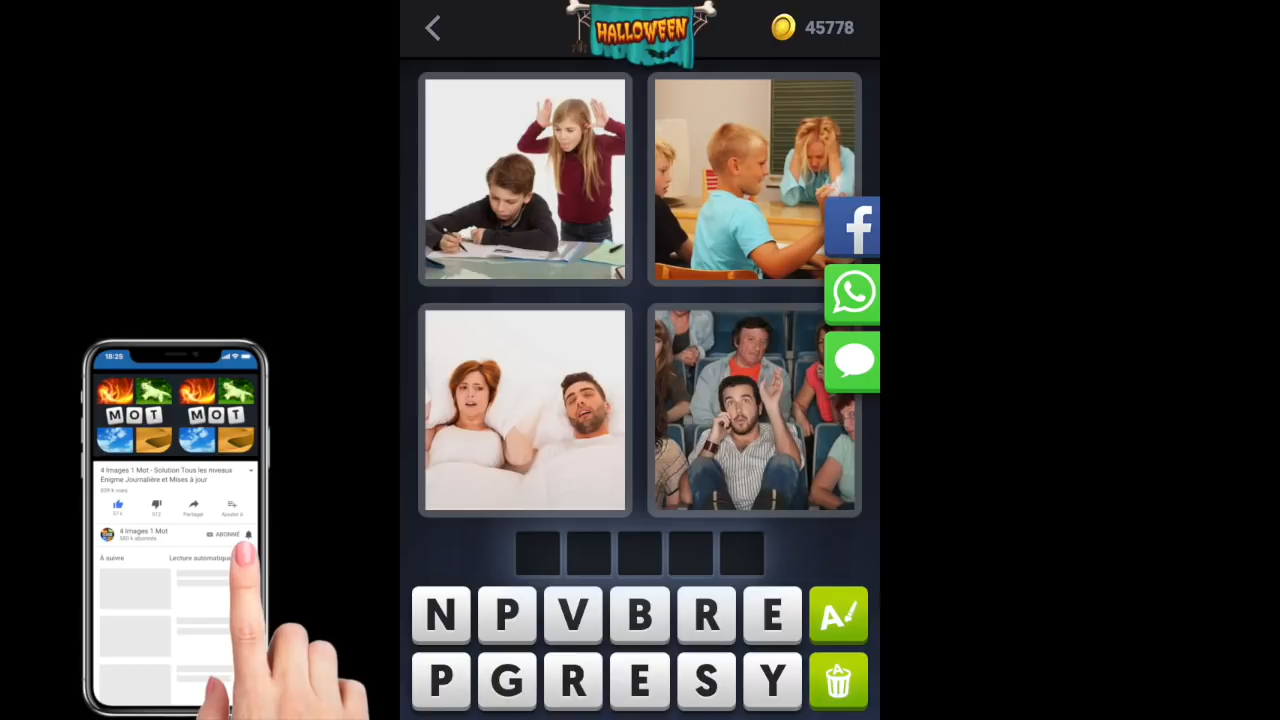 HALLOWEEN
45778
18:25
MOT MOT
4 Images 1 Mot - Solution Tous les niveaux
Énigme Journalière et Mises à jour
Partager
Ajouter à
4 Images 1 Mot
ABONNÉ
À suivre
Lecture automatique
N P V B R E
A
P G R E S Y
A